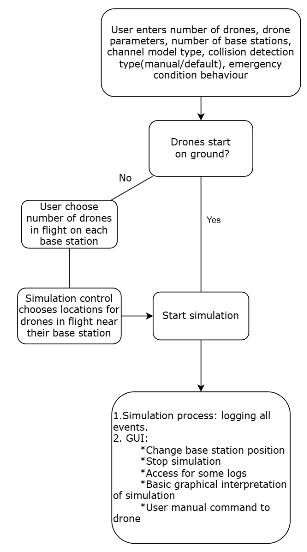 User enters number of drones, drone
parameters, number of base stations,
channel model type, collision detection
type(manual/default), emergency
condition behaviour
Drones start
on ground?
No
Yes
User choose
number of drones
in flight on each
base station
Simulation control
chooses locations for
drones in flight near
their base station
Start simulation
1.Simulation process: logging all
events.
2. GUI:
*Change base station position
*Stop simulation
*Access for some logs
*Basic graphical interpretation
of simulation
*User manual command to
drone